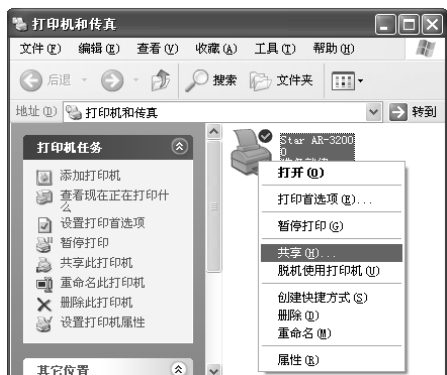 打印机和传真
文件(F) 编辑(E) 查看(V) 收藏(A) 工具(T) 帮助(H)
后退 搜索 文件夹
地址(D) 打印机和传真 转到
打印机任务
添加打印机
查看现在正在打印什
么
设置打印首选项
暂停打印
共享此打印机
重命名此打印机
删除此打印机
设置打印机属性
其它位置
Star AR-3200
0
打开(O)
打印首选项(E)...
暂停打印(G)
共享(H)...
脱机使用打印机(U)
创建快捷方式(S)
删除(D)
重命名(M)
属性(R)